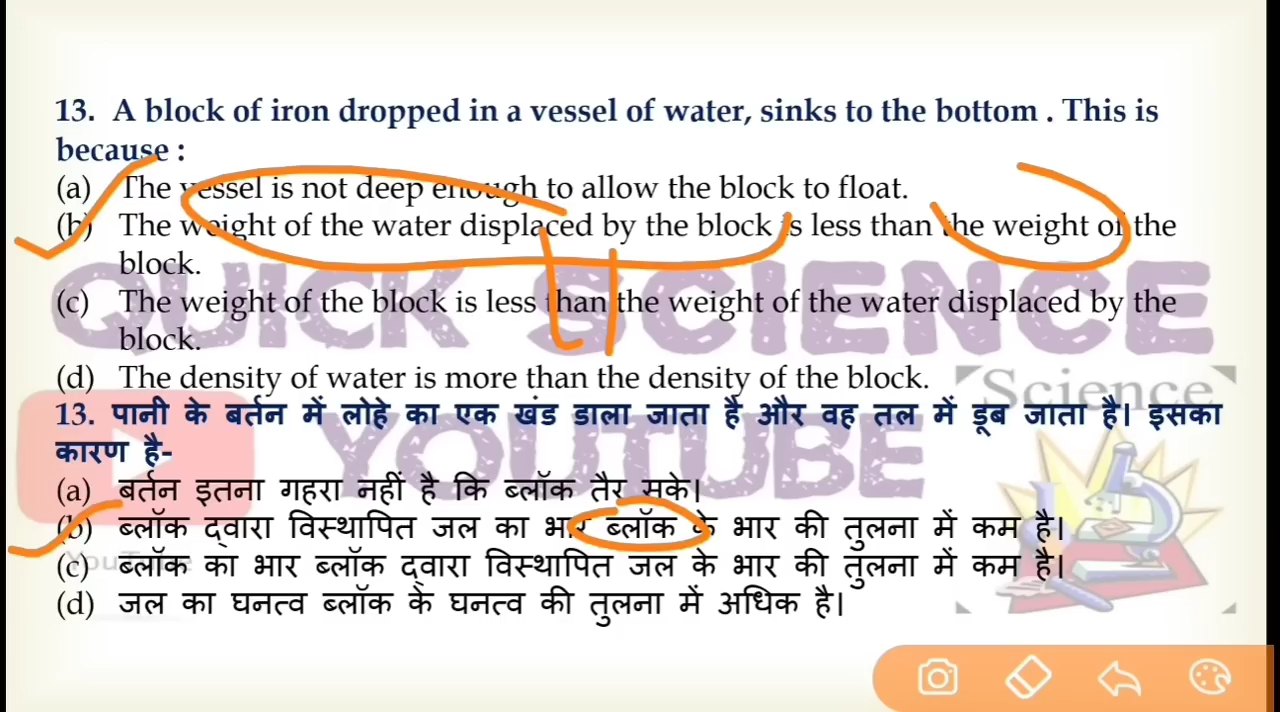 13. A block of iron dropped in a vessel of water, sinks to the bottom . This is
because :
(a) The vessel is not deep enough to allow the block to float.
(b) The weight of the water displaced by the block is less than the weight of the
block.
(c) The weight of the block is less than the weight of the water displaced by the
block.
(d) The density of water is more than the density of the block.
13. पानी के बर्तन में लोहे का एक खंड डाला जाता है और वह तल में डूब जाता है। इसका
कारण है-
(a) बर्तन इतना गहरा नहीं है कि ब्लॉक तैर सके।
(b) ब्लॉक द्वारा विस्थापित जल का भार ब्लॉक के भार की तुलना में कम है।
(c) ब्लॉक का भार ब्लॉक द्वारा विस्थापित जल के भार की तुलना में कम है।
(d) जल का घनत्व ब्लॉक के घनत्व की तुलना में अधिक है।
QUICK SCIENCE
YOUTUBE
Science
YouTube